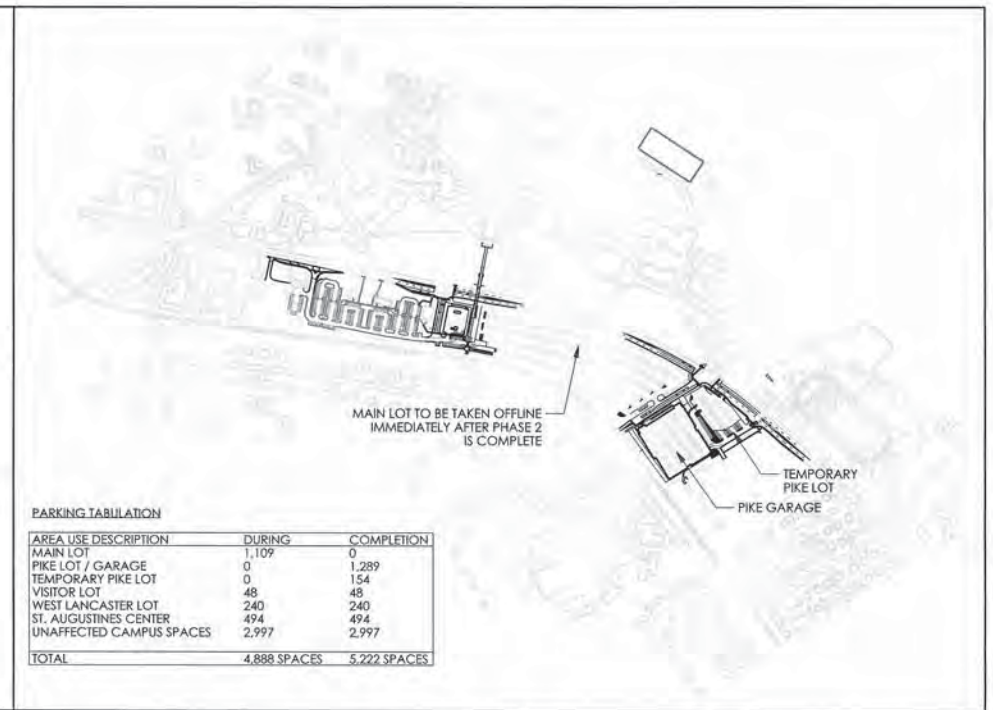 MAIN LOT TO BE TAKEN OFFLINE
IMMEDIATELY AFTER PHASE 2
IS COMPLETE
TEMPORARY
PIKE LOT
PIKE GARAGE
PARKING TABULATION
AREA USE DESCRIPTION DURING COMPLETION
MAIN LOT 1,109 0
PIKE LOT / GARAGE 0 1,289
TEMPORARY PIKE LOT 0 154
VISITOR LOT 48 48
WEST LANCASTER LOT 240 240
ST. AUGUSTINES CENTER 494 494
UNAFFECTED CAMPUS SPACES 2,997 2,997
TOTAL 4,888 SPACES 5,222 SPACES